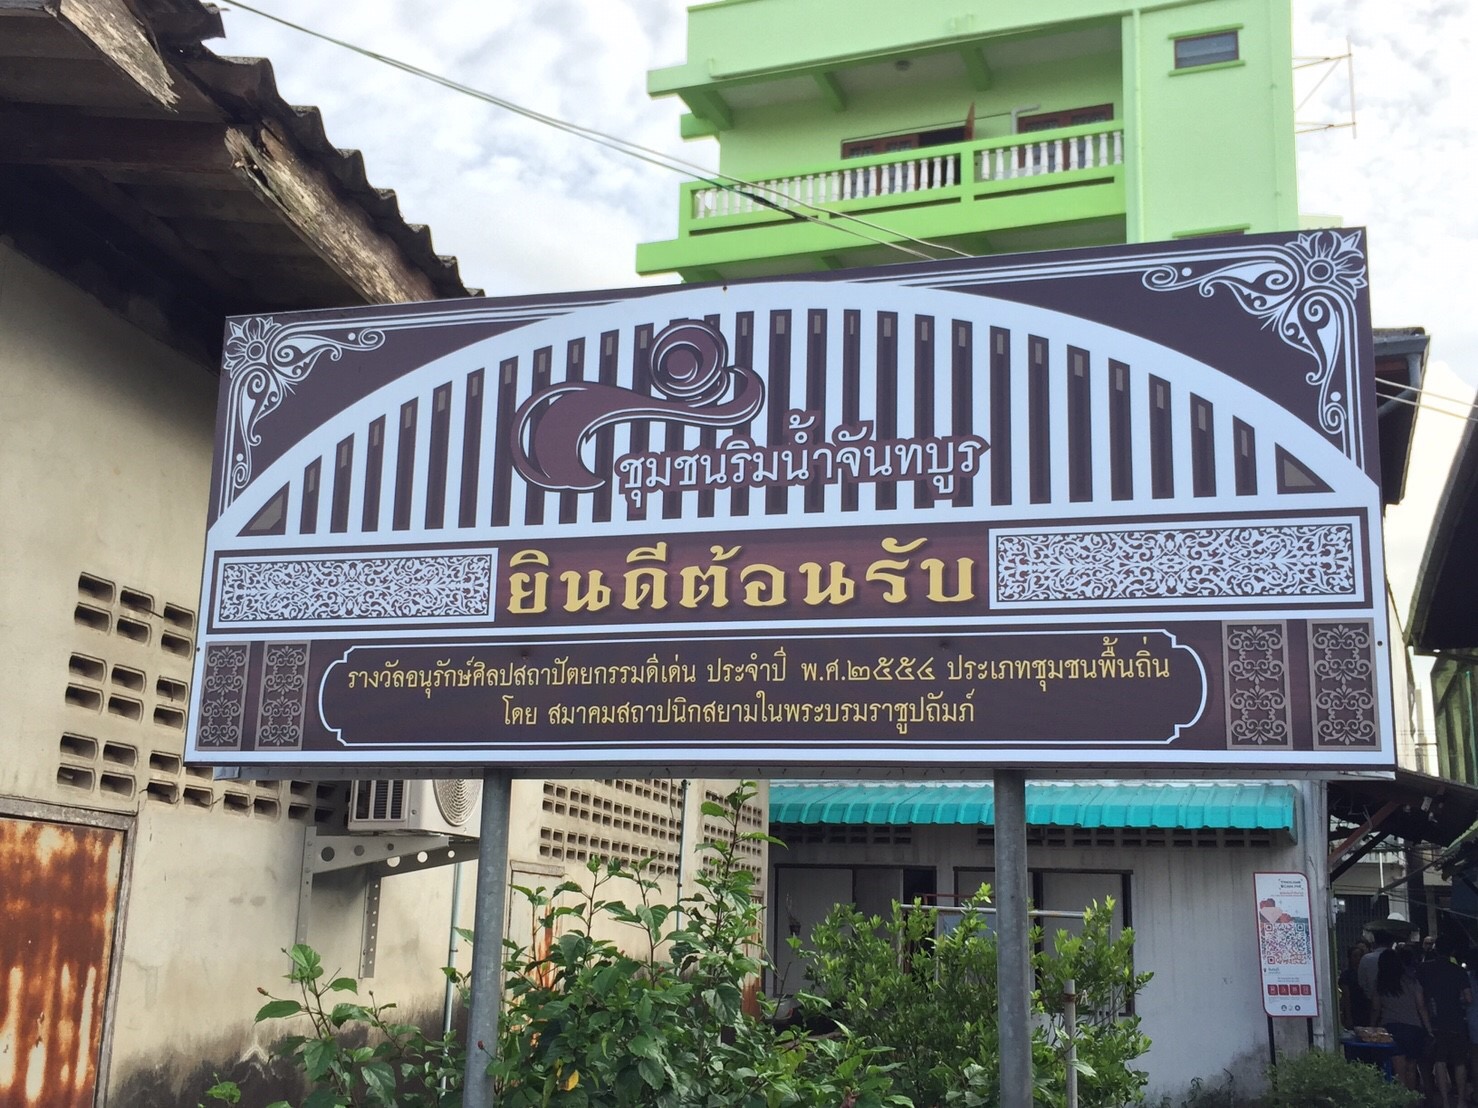 ชุมชนริมน้ำจันทบูร
ยินดีต้อนรับ
รางวัลอนุรักษ์ศิลปสถาปัตยกรรมดีเด่น ประจำปี พ.ศ.๒๕๕๔ ประเภทชุมชนพื้นถิ่น
โดย สมาคมสถาปนิกสยามในพระบรมราชูปถัมภ์